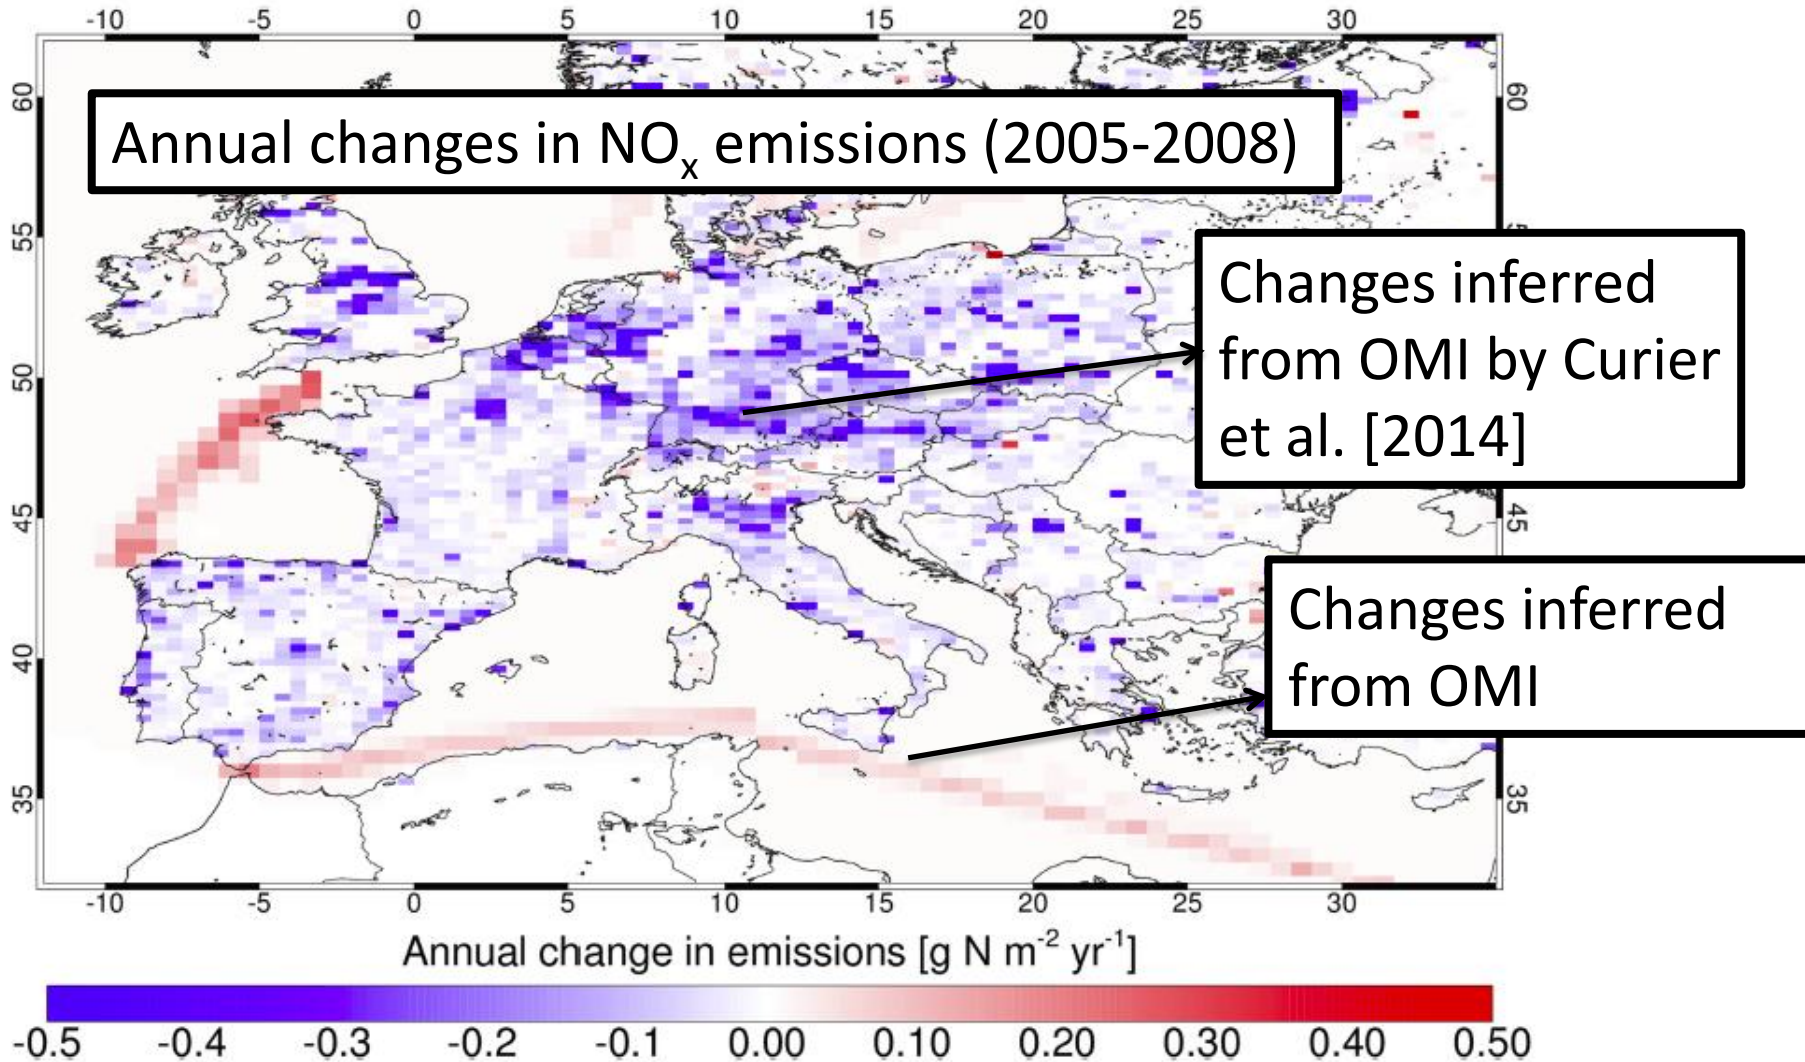 -10 -5 0 5 10 15 20 25 30
60 60
Annual changes in NOₓ emissions (2005-2008)
55
Changes inferred
from OMI by Curier
et al. [2014]
50
45 45
Changes inferred
from OMI
40
35 35
-10 -5 0 5 10 15 20 25 30
Annual change in emissions [g N m⁻² yr⁻¹]
-0.5 -0.4 -0.3 -0.2 -0.1 0.00 0.10 0.20 0.30 0.40 0.50